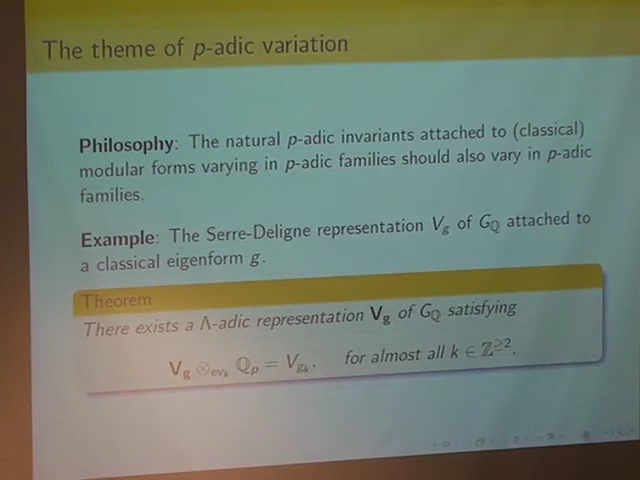 The theme of p-adic variation
Philosophy: The natural p-adic invariants attached to (classical)
modular forms varying in p-adic families should also vary in p-adic
families.
Example: The Serre-Deligne representation V_g of G_ℚ attached to
a classical eigenform g.
Theorem
There exists a Λ-adic representation V_g of G_ℚ satisfying
V_g ⊗_{ev_k} ℚ_p = V_{g_k}, for almost all k ∈ ℤ^{≥2}.